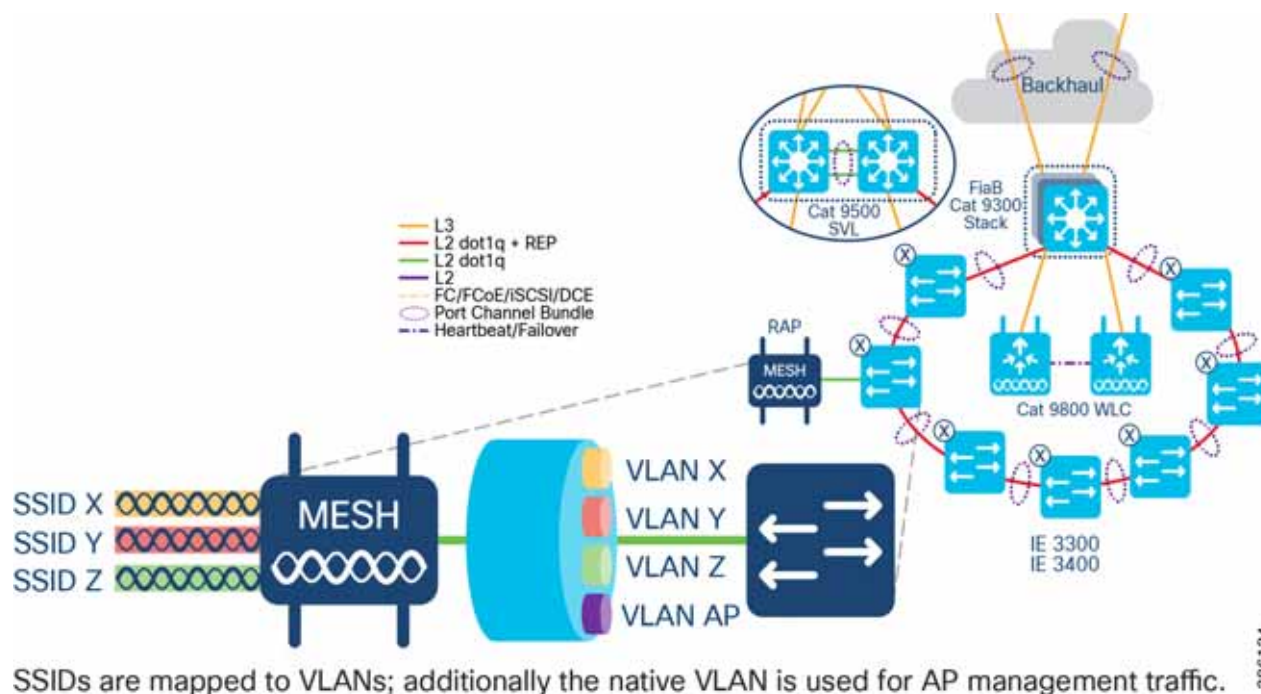 Backhaul
Cat 9500
SVL
FiaB
Cat 9300
Stack
L3
L2 dot1q + REP
L2 dot1q
L2
FC/FCoE/iSCSI/DCE
Port Channel Bundle
Heartbeat/Failover
X
X
X
X
X
X
X
RAP
MESH
Cat 9800 WLC
IE 3300
IE 3400
SSID X
SSID Y
SSID Z
MESH
VLAN X
VLAN Y
VLAN Z
VLAN AP
SSIDs are mapped to VLANs; additionally the native VLAN is used for AP management traffic.